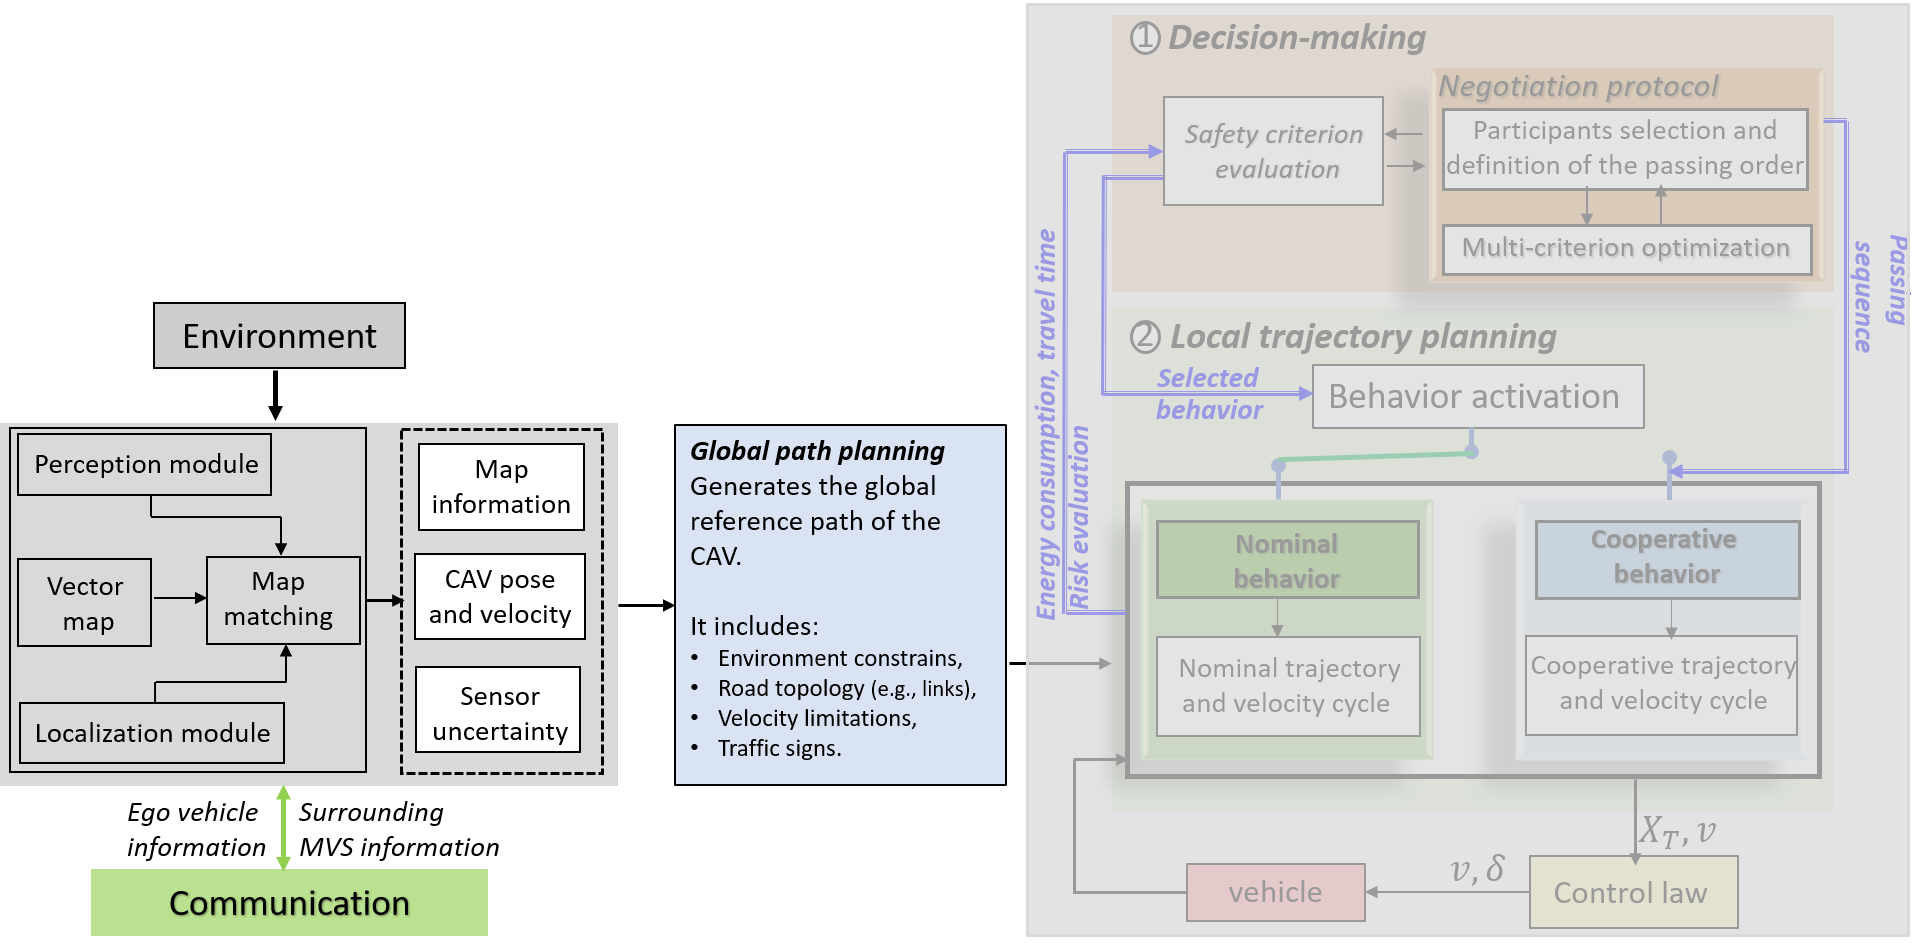 Environment
Perception module
Vector
map
Map
matching
Localization module
Map
information
CAV pose
and velocity
Sensor
uncertainty
Ego vehicle
information
Surrounding
MVS information
Communication
Global path planning
Generates the global
reference path of the
CAV.
It includes:
• Environment constrains,
• Road topology (e.g., links),
• Velocity limitations,
• Traffic signs.
① Decision-making
Safety criterion
evaluation
Negotiation protocol
Participants selection and
definition of the passing order
Multi-criterion optimization
Energy consumption, travel time
Risk evaluation
Passing
sequence
② Local trajectory planning
Selected
behavior
Behavior activation
Nominal
behavior
Nominal trajectory
and velocity cycle
Cooperative
behavior
Cooperative trajectory
and velocity cycle
X_T, v
Control law
v, δ
vehicle